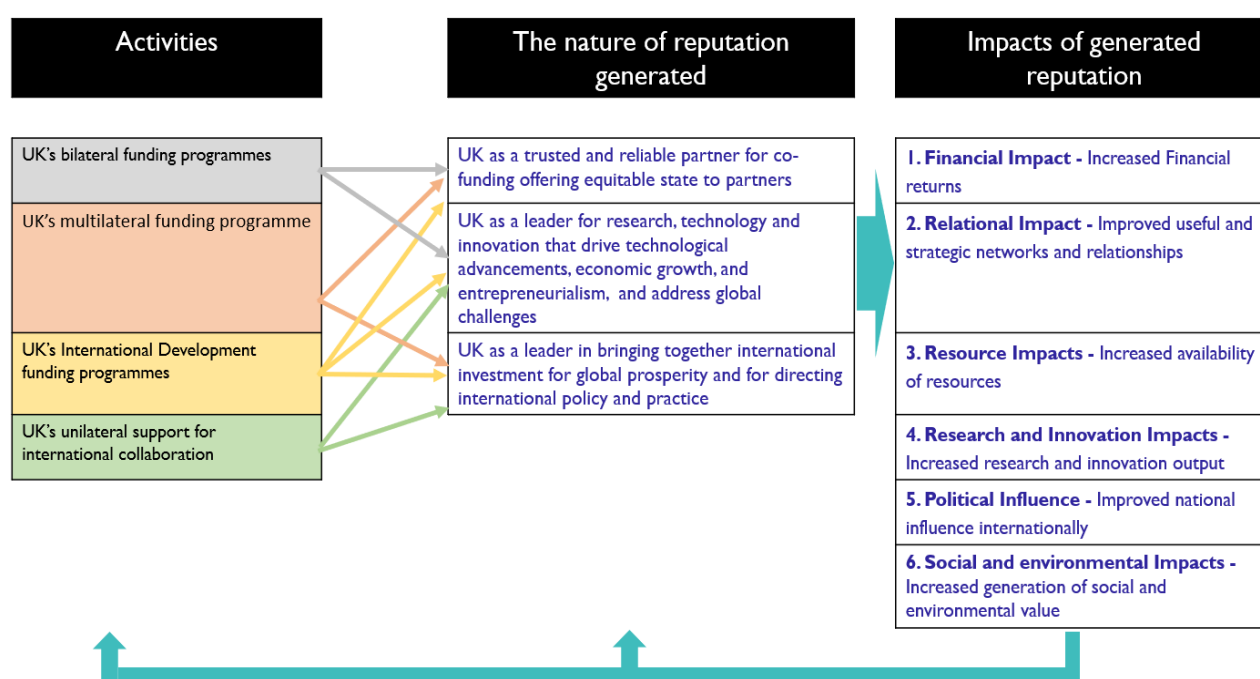 Activities
The nature of reputation
generated
Impacts of generated
reputation
UK's bilateral funding programmes
UK's multilateral funding programme
UK's International Development
funding programmes
UK's unilateral support for
international collaboration
UK as a trusted and reliable partner for co-
funding offering equitable state to partners
UK as a leader for research, technology and
innovation that drive technological
advancements, economic growth, and
entrepreneurialism, and address global
challenges
UK as a leader in bringing together international
investment for global prosperity and for directing
international policy and practice
1. Financial Impact - Increased Financial
returns
2. Relational Impact - Improved useful and
strategic networks and relationships
3. Resource Impacts - Increased availability
of resources
4. Research and Innovation Impacts -
Increased research and innovation output
5. Political Influence - Improved national
influence internationally
6. Social and environmental Impacts -
Increased generation of social and
environmental value